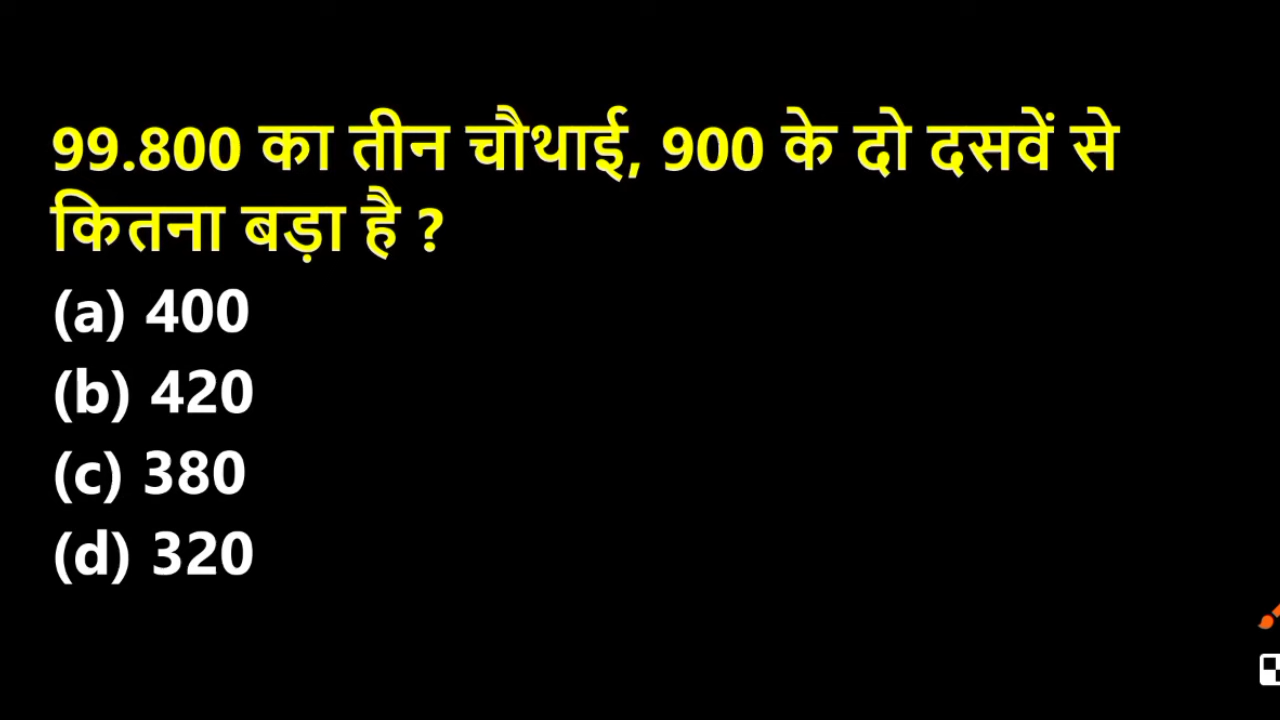 99.800 का तीन चौथाई, 900 के दो दसवें से
कितना बड़ा है ?
(a) 400
(b) 420
(c) 380
(d) 320